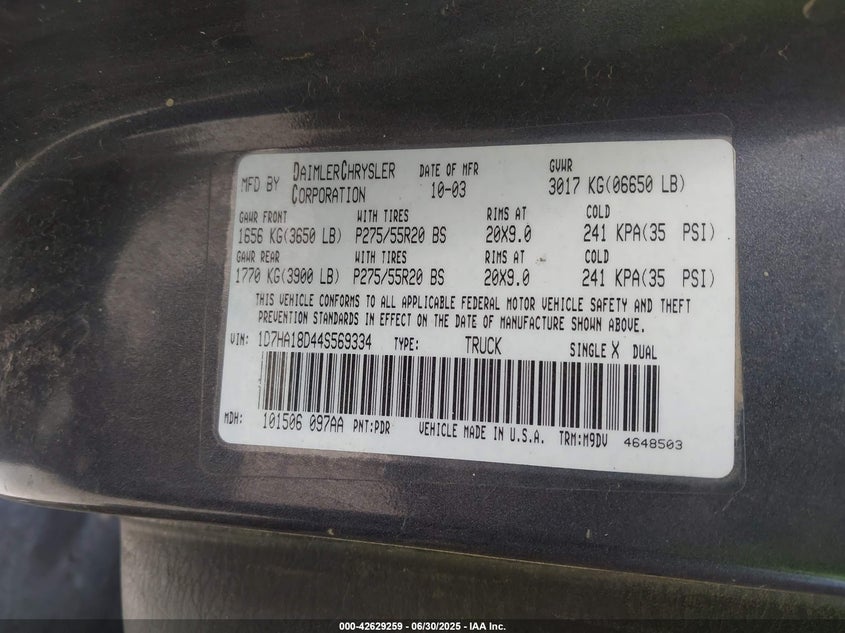 MFD BY DAIMLERCHRYSLER CORPORATION DATE OF MFR 10-03 GVWR 3017 KG(06650 LB)
GAWR FRONT WITH TIRES RIMS AT COLD
1656 KG(3650 LB) P275/55R20 BS 20X9.0 241 KPA(35 PSI)
GAWR REAR WITH TIRES RIMS AT COLD
1770 KG(3900 LB) P275/55R20 BS 20X9.0 241 KPA(35 PSI)
THIS VEHICLE CONFORMS TO ALL APPLICABLE FEDERAL MOTOR VEHICLE SAFETY AND THEFT
PREVENTION STANDARDS IN EFFECT ON THE DATE OF MANUFACTURE SHOWN ABOVE.
VIN: 1D7HA18D44S569334 TYPE: TRUCK SINGLE X DUAL
MDH: 101506 097AA PNT:PDR VEHICLE MADE IN U.S.A. TRM:M9DV 4648503
000-42629259 - 06/30/2025 - IAA Inc.